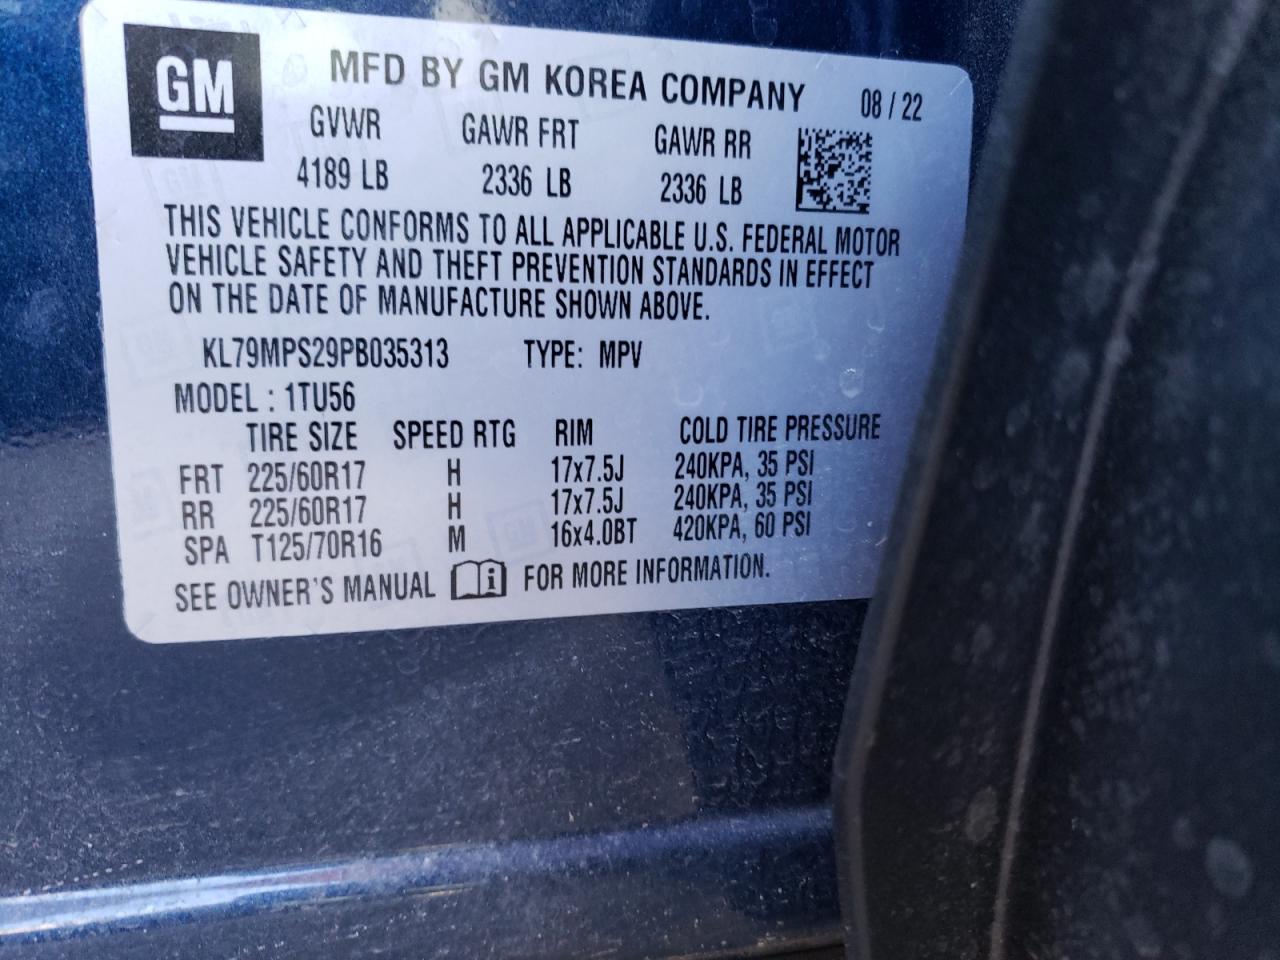 GM MFD BY GM KOREA COMPANY 08 / 22
GVWR GAWR FRT GAWR RR
4189 LB 2336 LB 2336 LB
THIS VEHICLE CONFORMS TO ALL APPLICABLE U.S. FEDERAL MOTOR
VEHICLE SAFETY AND THEFT PREVENTION STANDARDS IN EFFECT
ON THE DATE OF MANUFACTURE SHOWN ABOVE.
KL79MPS29PB035313 TYPE: MPV
MODEL : 1TU56
TIRE SIZE SPEED RTG RIM COLD TIRE PRESSURE
FRT 225/60R17 H 17x7.5J 240KPA, 35 PSI
RR 225/60R17 H 17x7.5J 240KPA, 35 PSI
SPA T125/70R16 M 16x4.0BT 420KPA, 60 PSI
SEE OWNER'S MANUAL i FOR MORE INFORMATION.